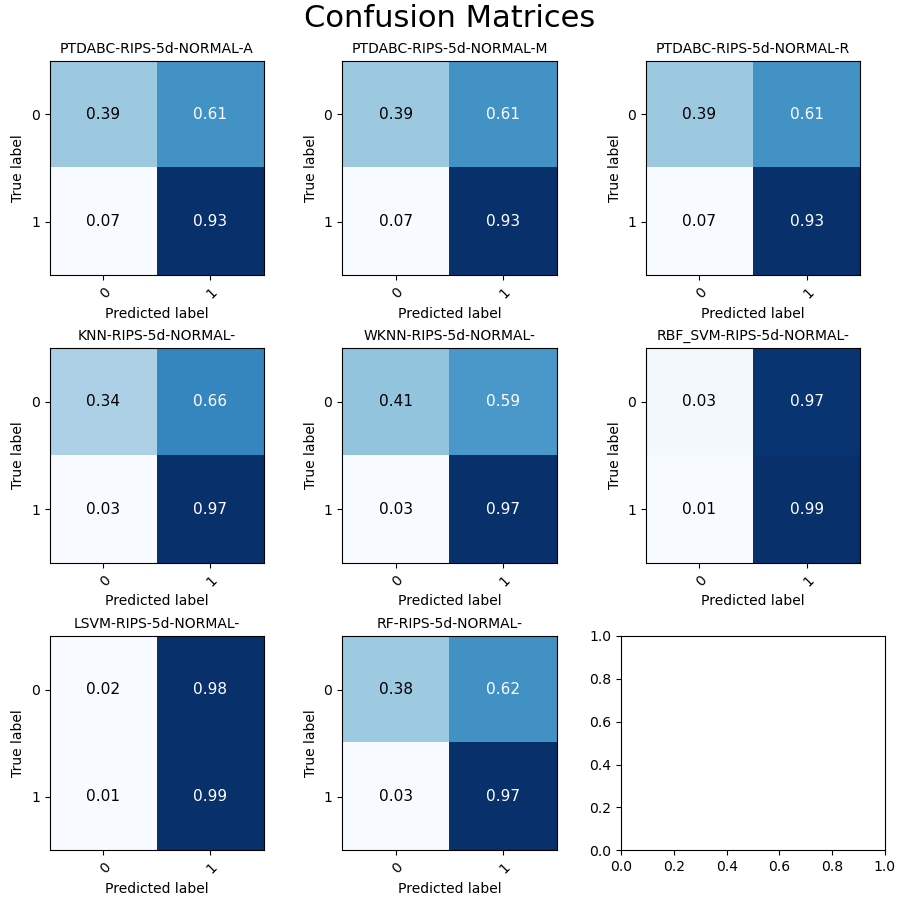 Confusion Matrices
PTDABC-RIPS-5d-NORMAL-A
0
0.39
0.61
True label
1
0.07
0.93
0
1
Predicted label
PTDABC-RIPS-5d-NORMAL-M
0
0.39
0.61
True label
1
0.07
0.93
0
1
Predicted label
PTDABC-RIPS-5d-NORMAL-R
0
0.39
0.61
True label
1
0.07
0.93
0
1
Predicted label
KNN-RIPS-5d-NORMAL-
0
0.34
0.66
True label
1
0.03
0.97
0
1
Predicted label
WKNN-RIPS-5d-NORMAL-
0
0.41
0.59
True label
1
0.03
0.97
0
1
Predicted label
RBF_SVM-RIPS-5d-NORMAL-
0
0.03
0.97
True label
1
0.01
0.99
0
1
Predicted label
LSVM-RIPS-5d-NORMAL-
0
0.02
0.98
True label
1
0.01
0.99
0
1
Predicted label
RF-RIPS-5d-NORMAL-
0
0.38
0.62
True label
1
0.03
0.97
0
1
Predicted label
1.0
0.8
0.6
0.4
0.2
0.0
0.0 0.2 0.4 0.6 0.8 1.0